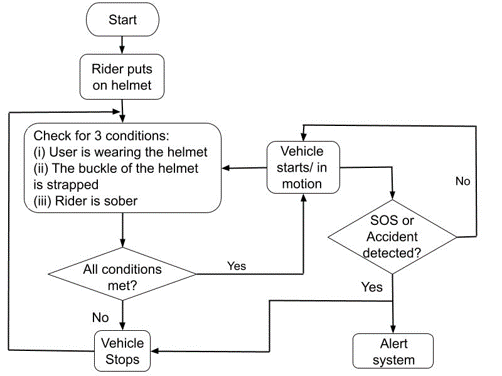 Start
Rider puts
on helmet
Check for 3 conditions:
(i) User is wearing the helmet
(ii) The buckle of the helmet
is strapped
(iii) Rider is sober
Vehicle
starts/ in
motion
No
SOS or
Accident
detected?
All conditions
met?
Yes
Yes
No
Vehicle
Stops
Alert
system